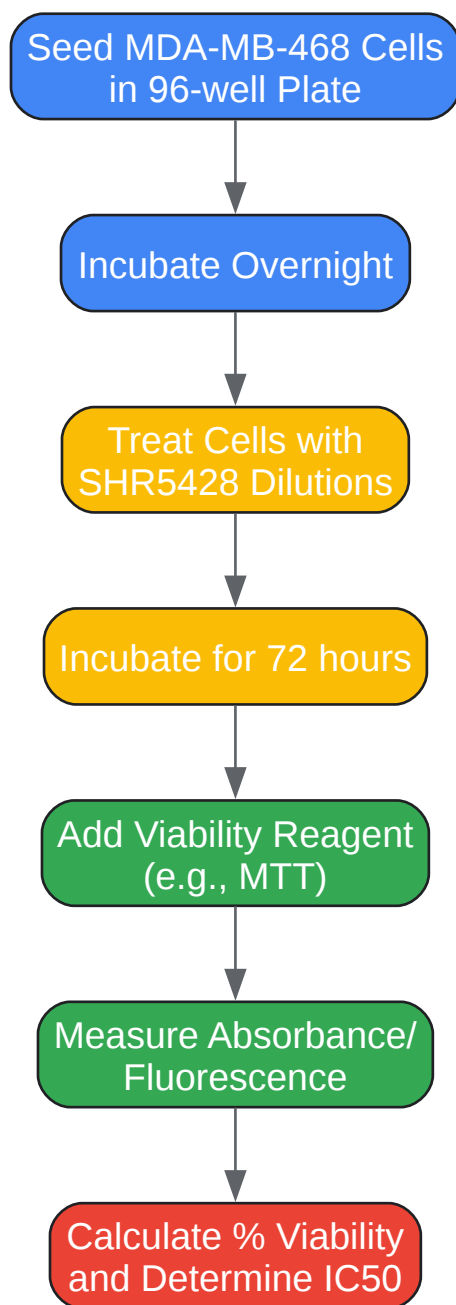 Seed MDA-MB-468 Cells
in 96-well Plate
Incubate Overnight
Treat Cells with
SHR5428 Dilutions
Incubate for 72 hours
Add Viability Reagent
(e.g., MTT)
Measure Absorbance/
Fluorescence
Calculate % Viability
and Determine IC50